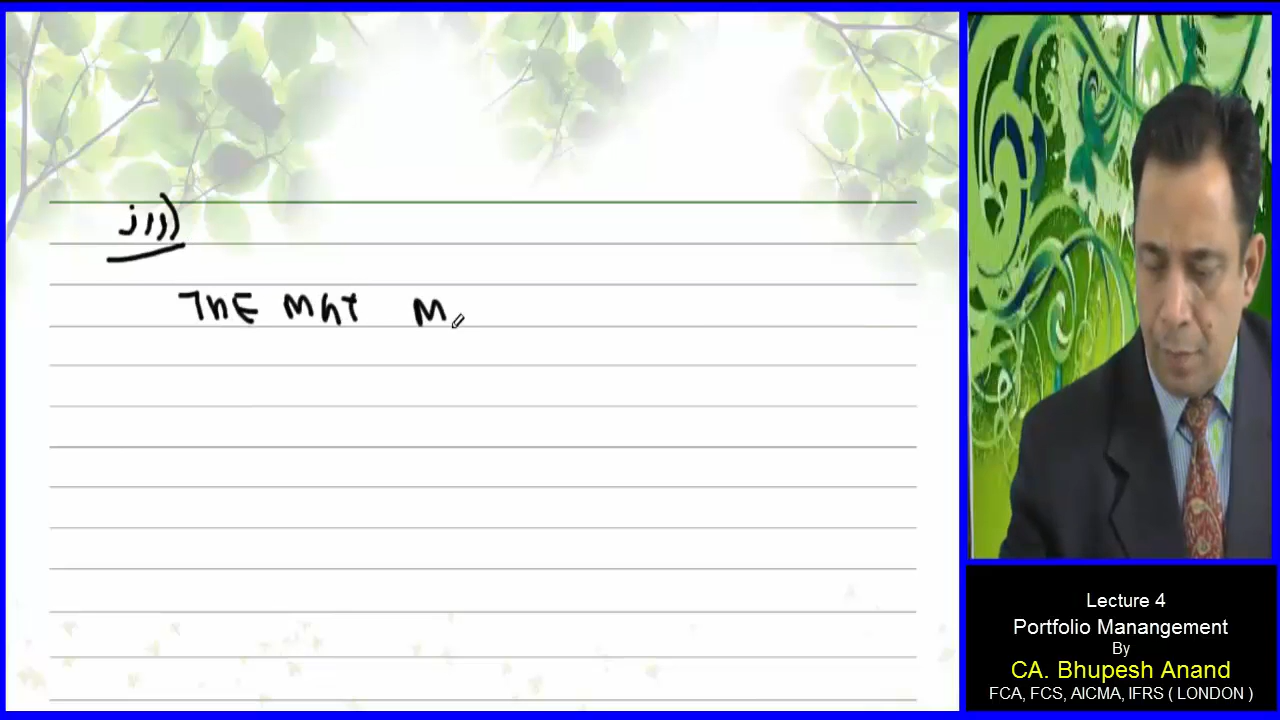 iii)
THE MKT M
Lecture 4
Portfolio Manangement
By
CA. Bhupesh Anand
FCA, FCS, AICMA, IFRS ( LONDON )